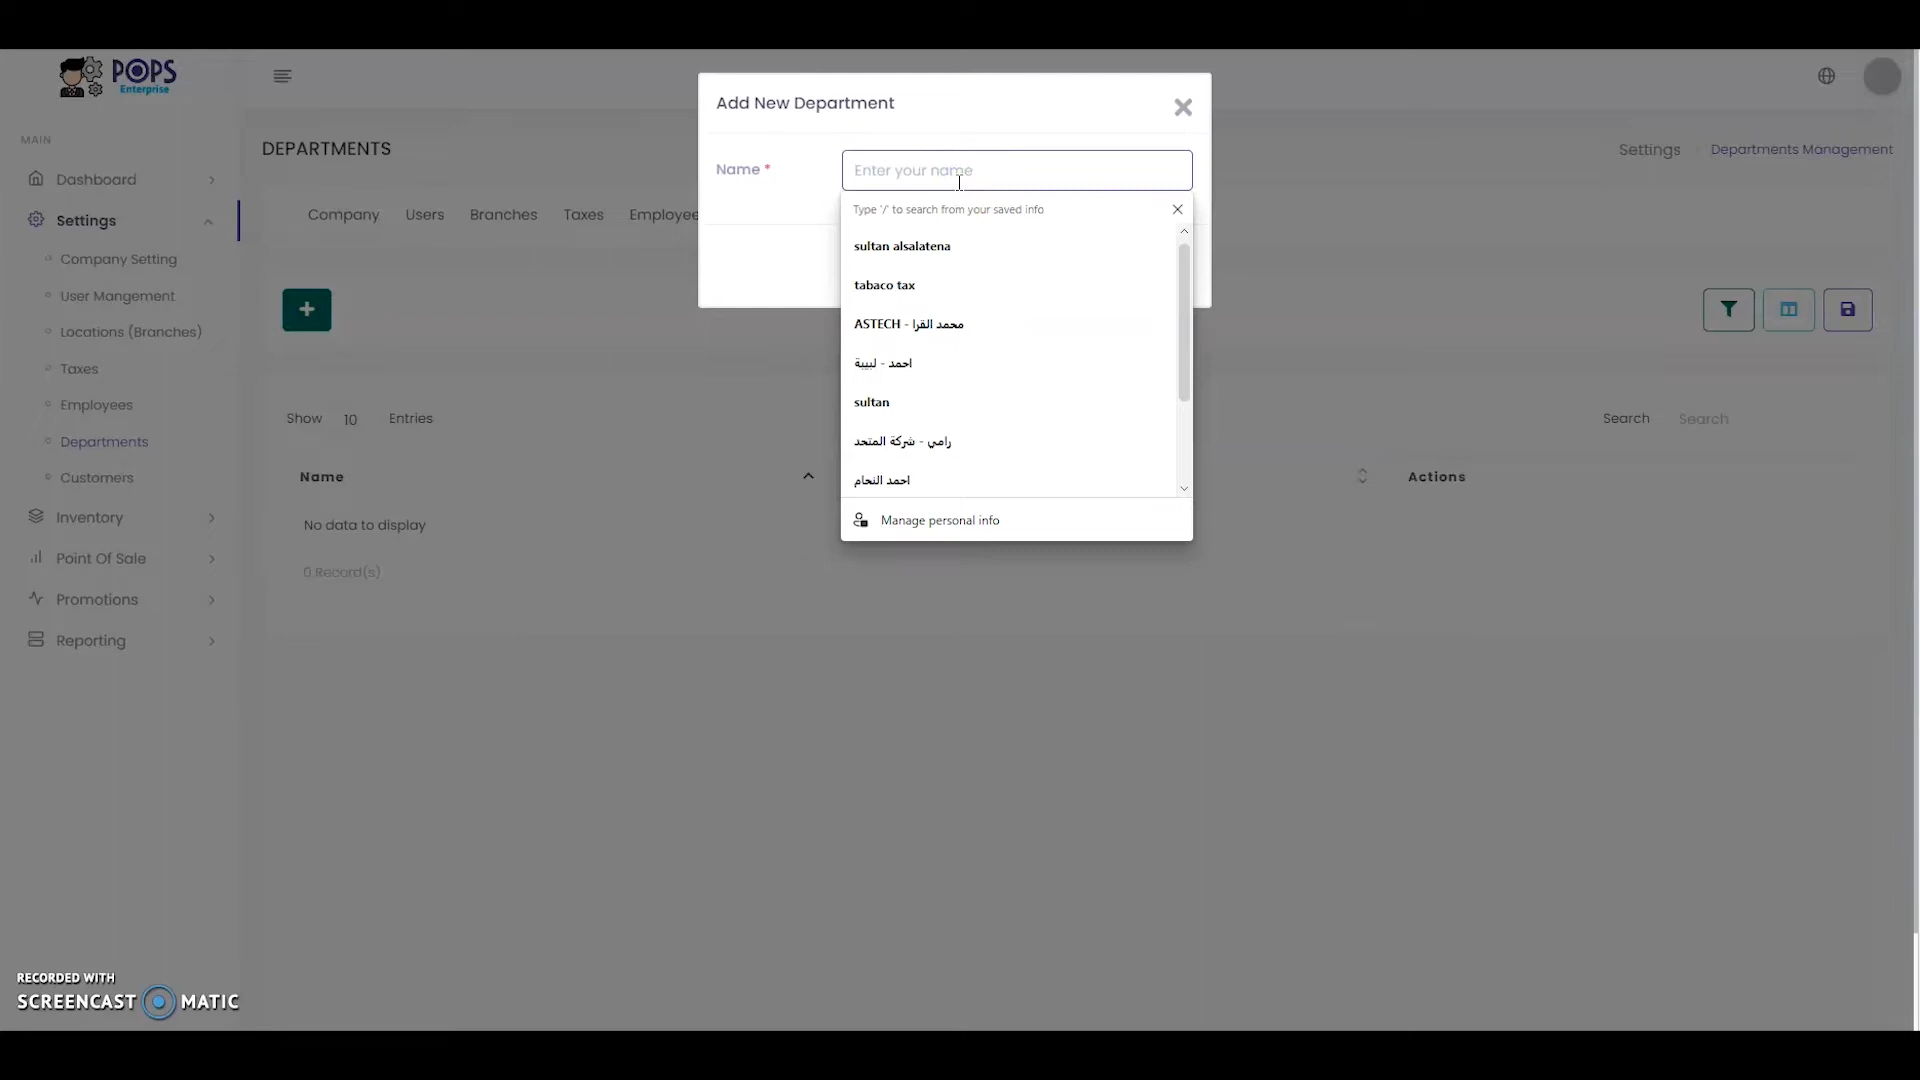 POPS
Enterprise
MAIN
Dashboard
Settings
Company Setting
User Mangement
Locations (Branches)
Taxes
Employees
Departments
Customers
Inventory
Point Of Sale
Promotions
Reporting
DEPARTMENTS
Settings
Departments Management
Company Users Branches Taxes Employee
Show 10 Entries
Search Search
Name Actions
No data to display
0 Record(s)
Add New Department
Name * Enter your name
Type '/' to search from your saved info
sultan alsalatena
tabaco tax
ASTECH - محمد القرا
احمد - لبيبة
sultan
رامي - شركة المتحد
احمد النحام
Manage personal info
RECORDED WITH
SCREENCAST MATIC